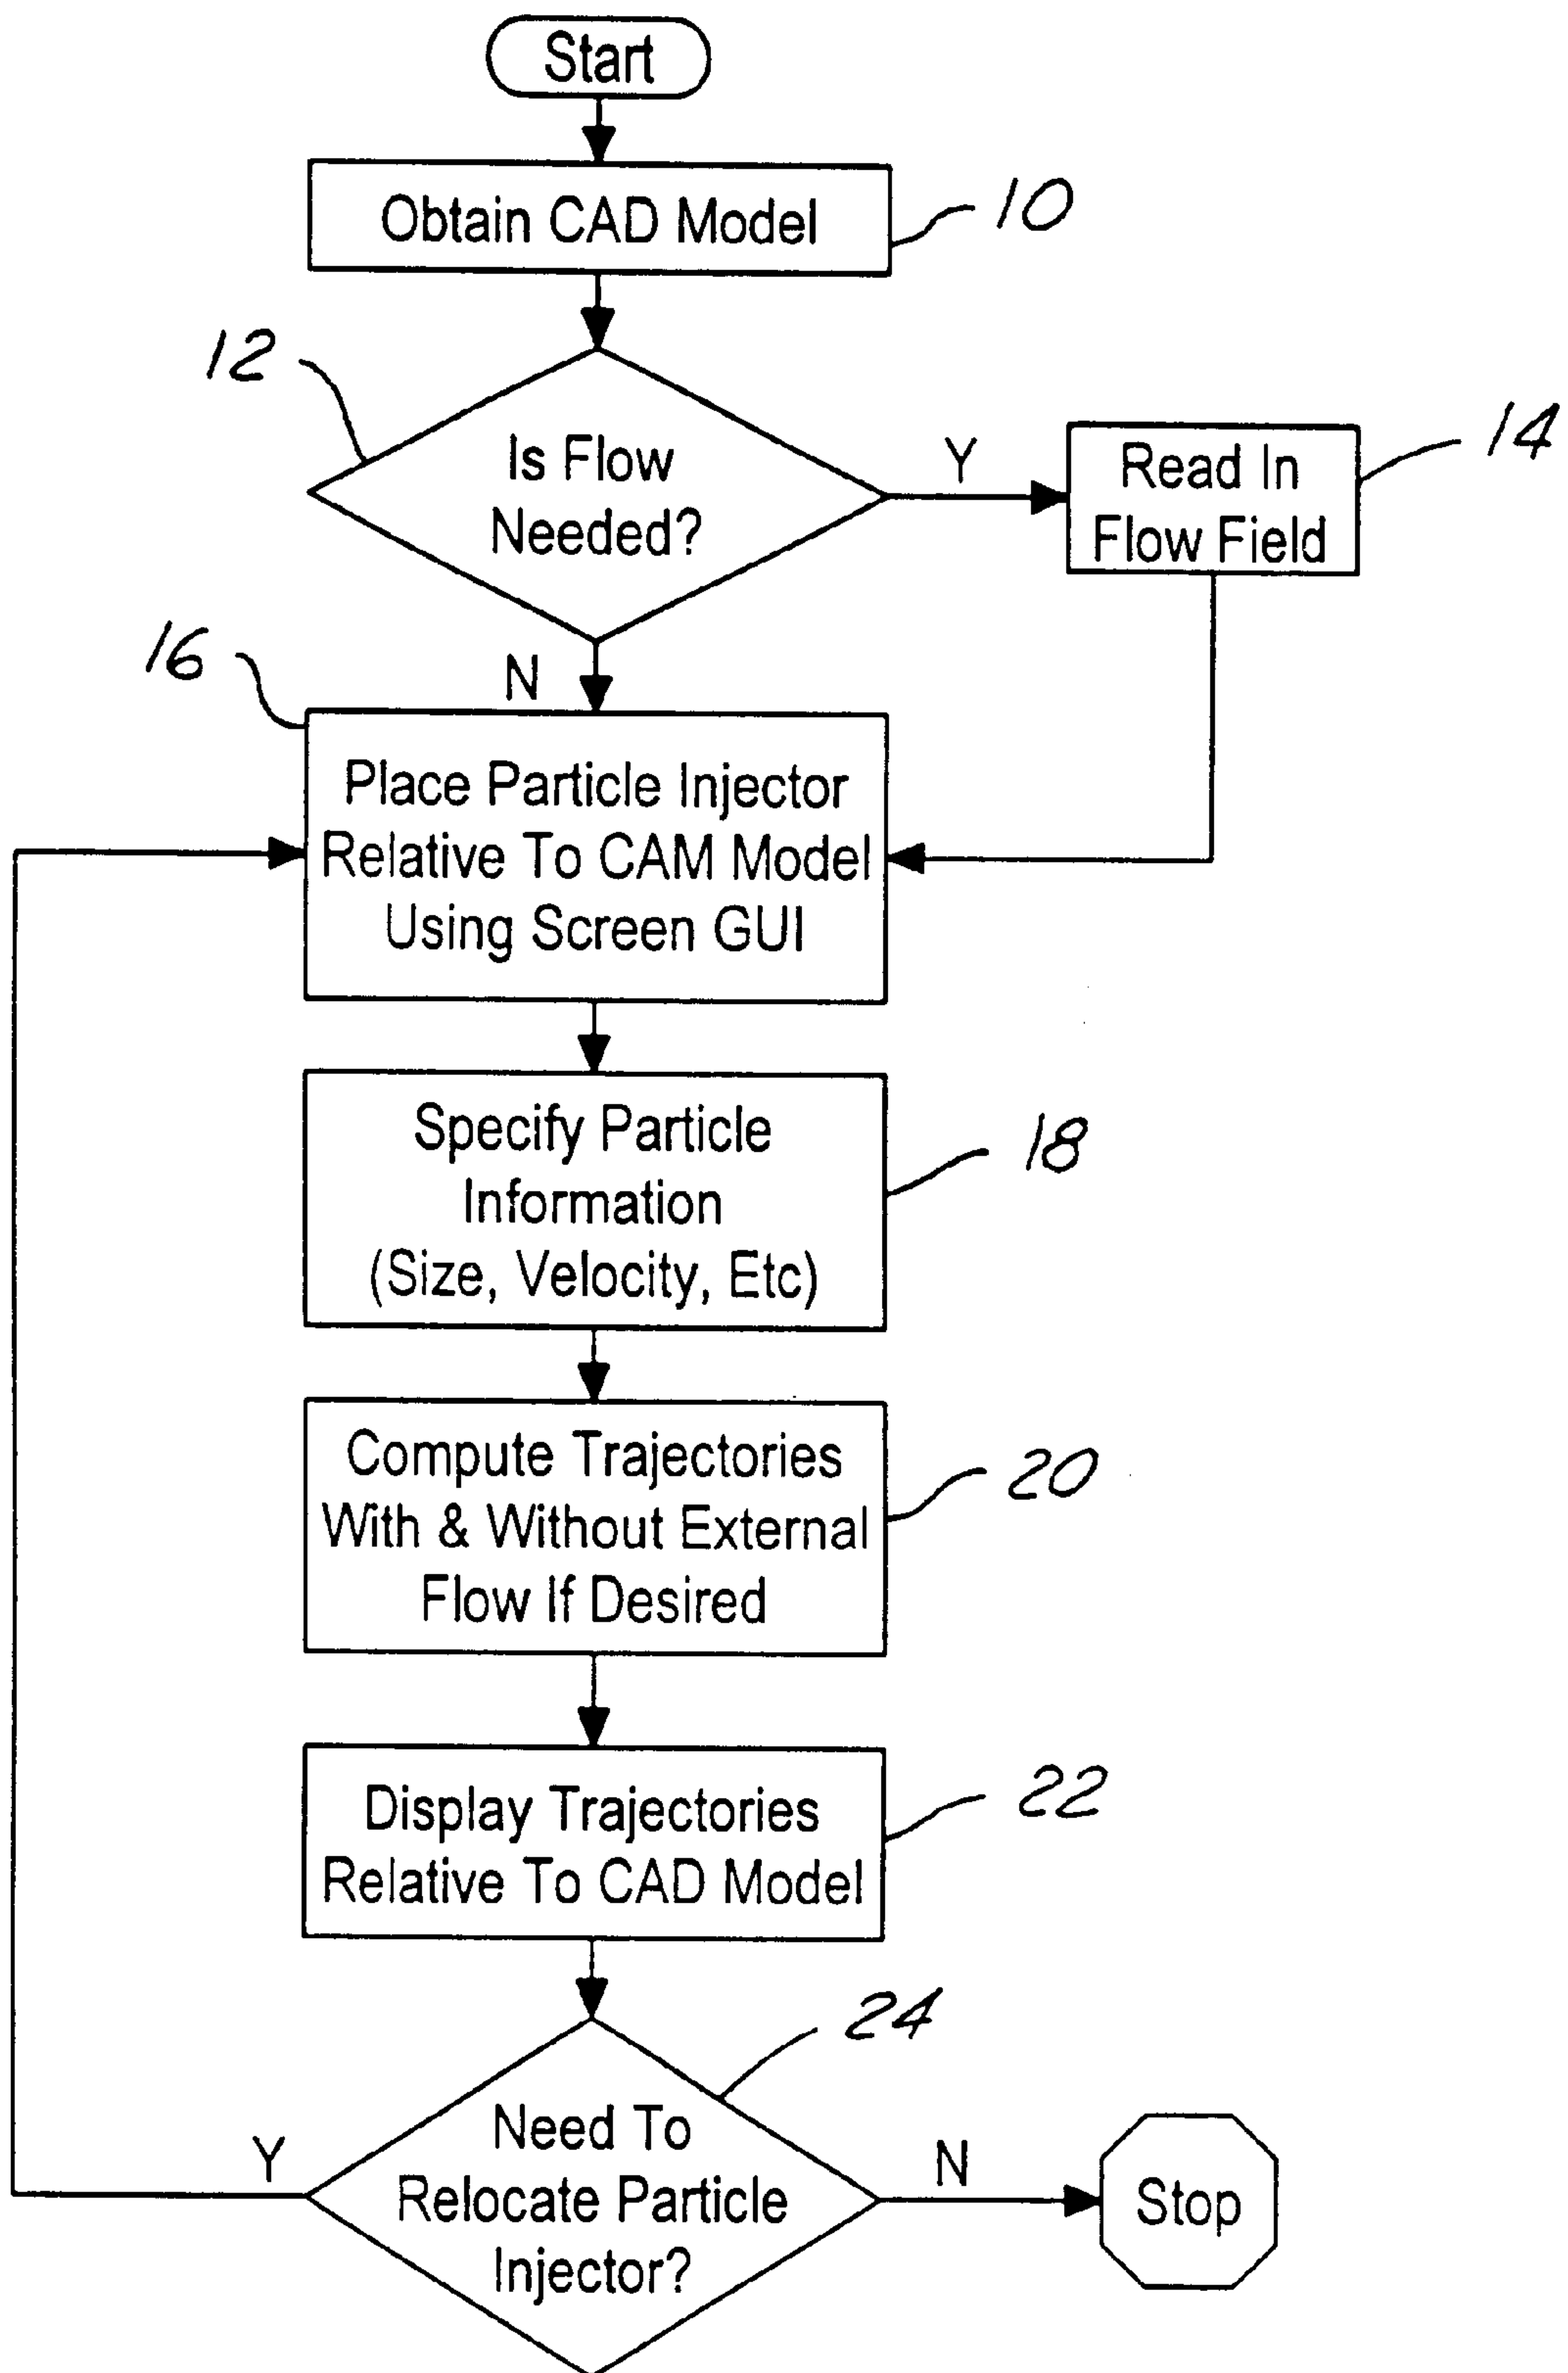 Start
Obtain CAD Model
10
12
Is Flow
Needed?
Y
Read In
Flow Field
14
N
16
Place Particle Injector
Relative To CAM Model
Using Screen GUI
Specify Particle
Information
(Size, Velocity, Etc)
18
Compute Trajectories
With & Without External
Flow If Desired
20
Display Trajectories
Relative To CAD Model
22
24
Need To
Relocate Particle
Injector?
Y
N
Stop